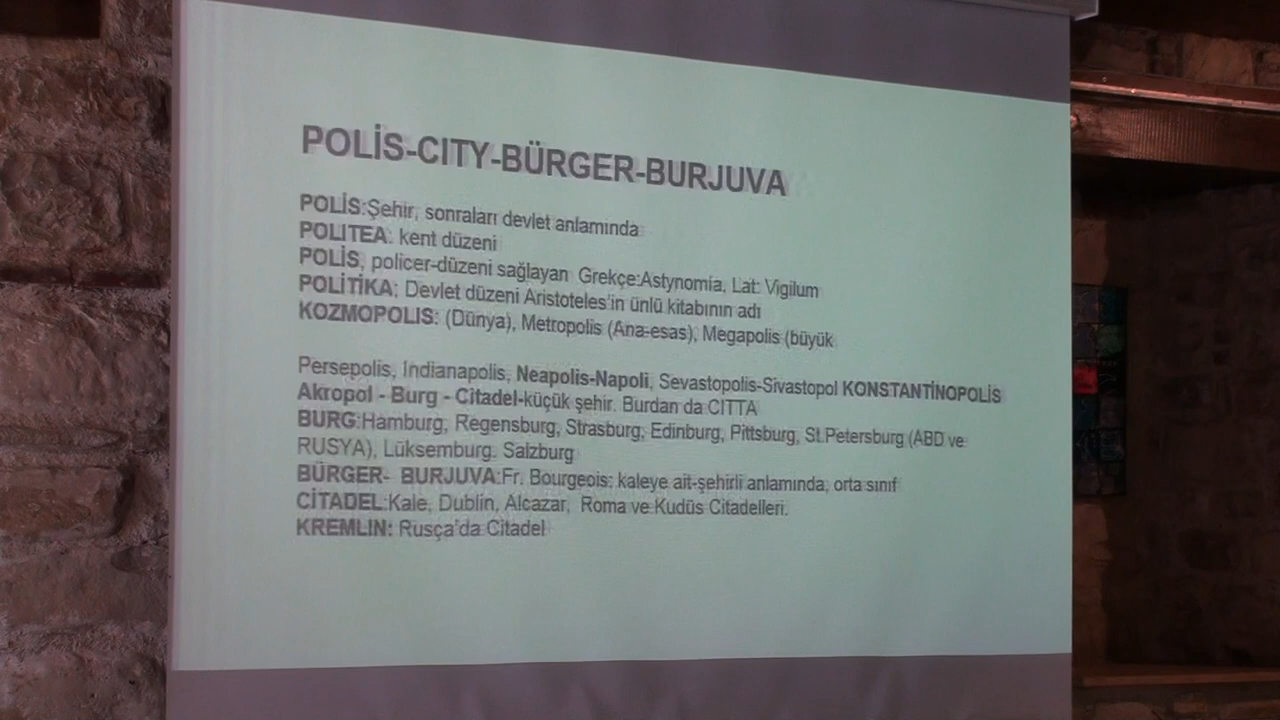 POLİS-CITY-BÜRGER-BURJUVA
POLİS:Şehir, sonraları devlet anlamında
POLITEA: kent düzeni
POLİS, policer-düzeni sağlayan Grekçe:Astynomia, Lat: Vigilum
POLİTİKA; Devlet düzeni Aristoteles'in ünlü kitabının adı
KOZMOPOLIS: (Dünya), Metropolis (Ana-esas), Megapolis (büyük
Persepolis, Indianapolis, Neapolis-Napoli, Sevastopolis-Sivastopol KONSTANTİNOPOLİS
Akropol - Burg - Citadel-küçük şehir. Burdan da CITTA
BURG:Hamburg, Regensburg, Strasburg, Edinburg, Pittsburg, St.Petersburg (ABD ve
RUSYA), Lüksemburg. Salzburg
BÜRGER- BURJUVA:Fr. Bourgeois; kaleye ait-şehirli anlamında, orta sınıf
CİTADEL:Kale, Dublin, Alcazar, Roma ve Kudüs Citadelleri.
KREMLIN: Rusça'da Citadel